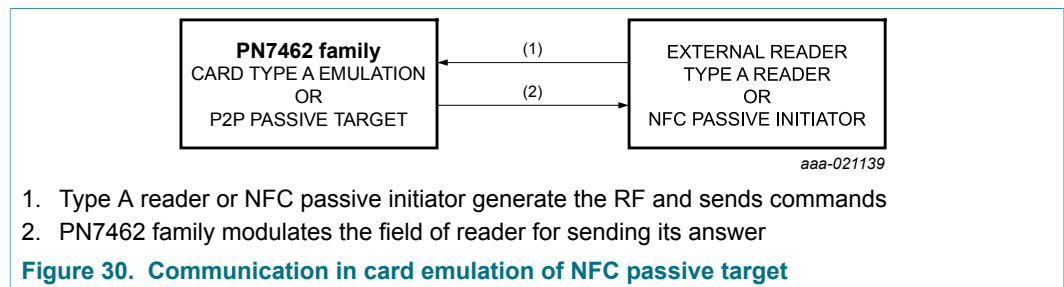 PN7462 family
CARD TYPE A EMULATION
OR
P2P PASSIVE TARGET
(1)
(2)
EXTERNAL READER
TYPE A READER
OR
NFC PASSIVE INITIATOR
aaa-021139
1. Type A reader or NFC passive initiator generate the RF and sends commands
2. PN7462 family modulates the field of reader for sending its answer
Figure 30. Communication in card emulation of NFC passive target